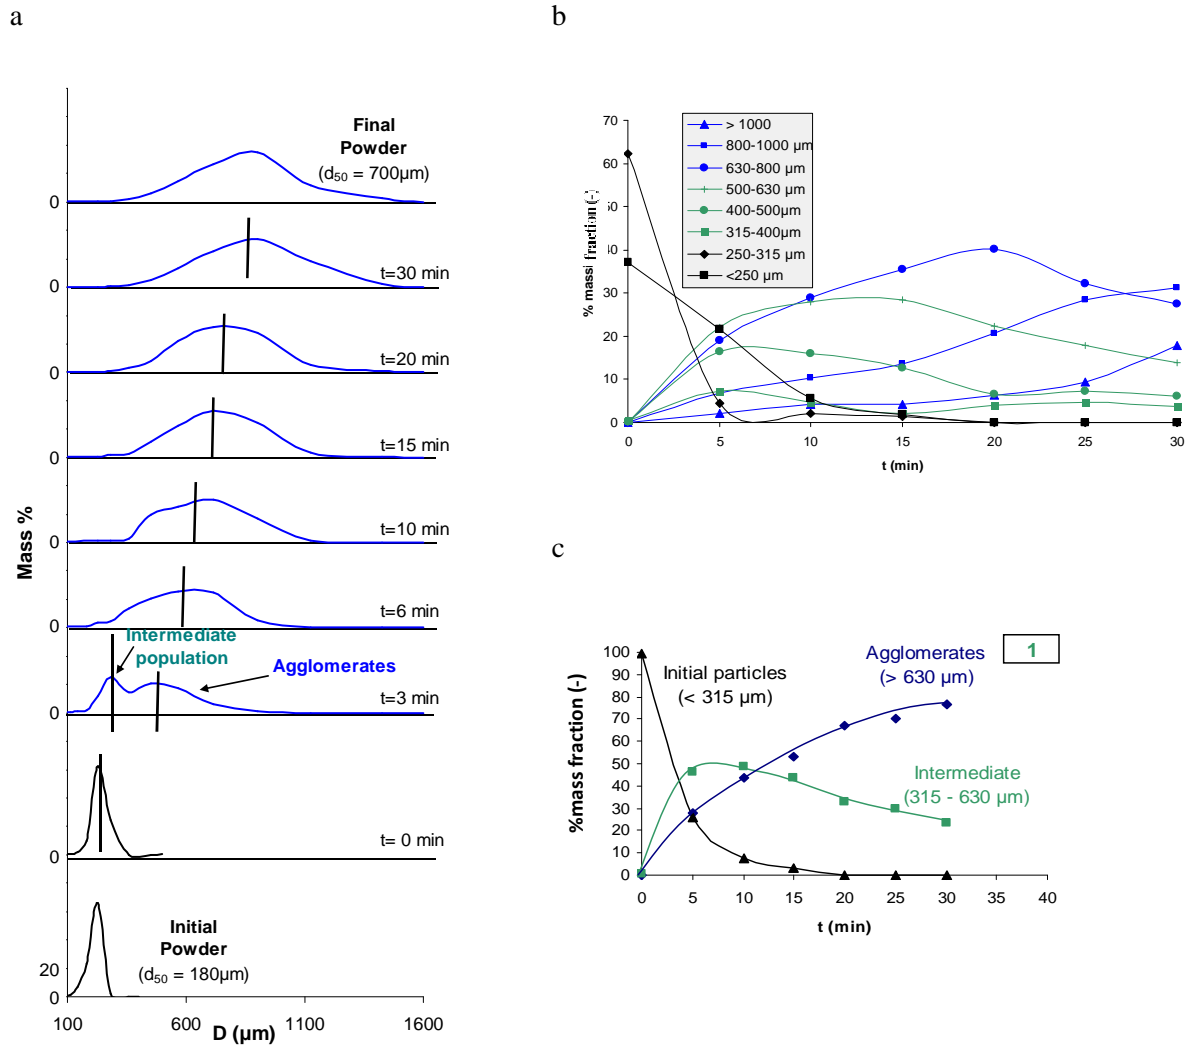 a
Final
Powder
(d50 = 700µm)
0
t=30 min
0
t=20 min
0
t=15 min
0
t=10 min
0
t=6 min
0
Intermediate
population
Agglomerates
t=3 min
0
t= 0 min
0
Initial
Powder
(d50 = 180µm)
20
0
100 600 1100 1600
D (µm)
Mass %
b
> 1000
800-1000 µm
630-800 µm
500-630 µm
400-500µm
315-400µm
250-315 µm
<250 µm
70
60
50
40
30
20
10
0
% mass fraction (-)
0 5 10 15 20 25 30
t (min)
c
1
Agglomerates
(> 630 µm)
Initial particles
(< 315 µm)
Intermediate
(315 - 630 µm)
100
90
80
70
60
50
40
30
20
10
0
%mass fraction (-)
0 5 10 15 20 25 30 35 40
t (min)